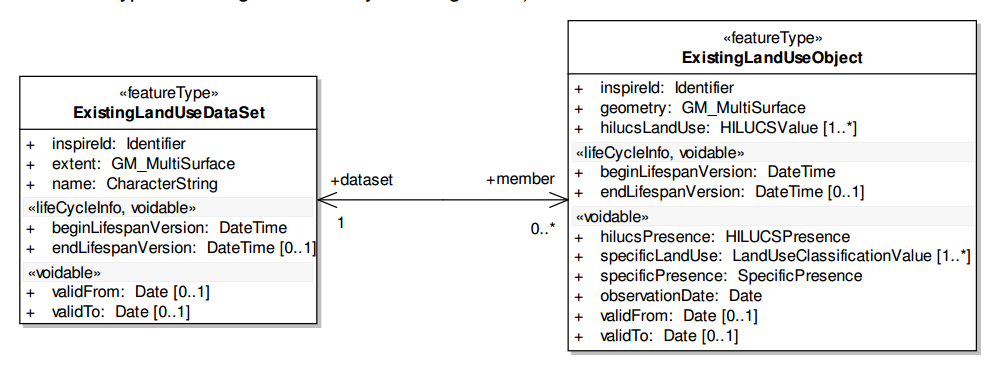 «featureType»
ExistingLandUseDataSet
+ inspireId: Identifier
+ extent: GM_MultiSurface
+ name: CharacterString
«lifeCycleInfo, voidable»
+ beginLifespanVersion: DateTime
+ endLifespanVersion: DateTime [0..1]
«voidable»
+ validFrom: Date [0..1]
+ validTo: Date [0..1]
+dataset
1
+member
0..*
«featureType»
ExistingLandUseObject
+ inspireId: Identifier
+ geometry: GM_MultiSurface
+ hilucsLandUse: HILUCSValue [1..*]
«lifeCycleInfo, voidable»
+ beginLifespanVersion: DateTime
+ endLifespanVersion: DateTime [0..1]
«voidable»
+ hilucsPresence: HILUCSPresence
+ specificLandUse: LandUseClassificationValue [1..*]
+ specificPresence: SpecificPresence
+ observationDate: Date
+ validFrom: Date [0..1]
+ validTo: Date [0..1]